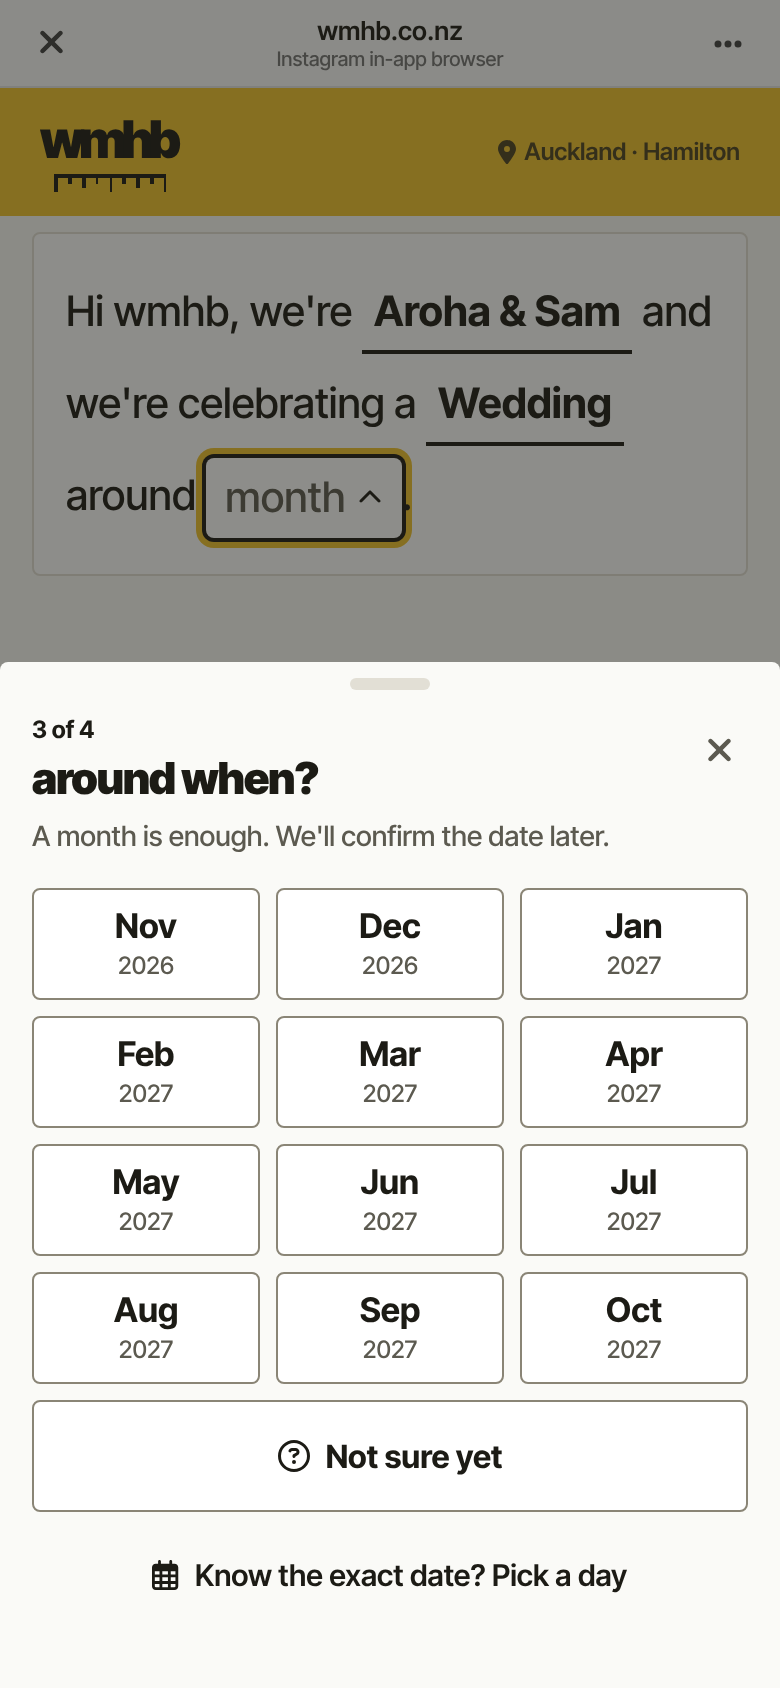 wmhb.co.nz
Instagram in-app browser
wmhb
Auckland · Hamilton
Hi wmhb, we're Aroha & Sam and
we're celebrating a Wedding
around month .
3 of 4
around when?
A month is enough. We'll confirm the date later.
Nov Dec Jan
2026 2026 2027
Feb Mar Apr
2027 2027 2027
May Jun Jul
2027 2027 2027
Aug Sep Oct
2027 2027 2027
Not sure yet
Know the exact date? Pick a day